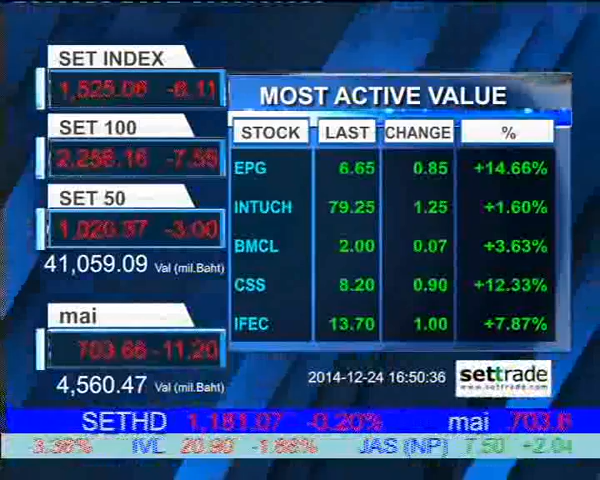 SET INDEX
1,525.06 -6.11
SET 100
2,256.16 -7.55
SET 50
1,020.37 -3.00
41,059.09 Val (mil.Baht)
mai
703.66 -11.20
4,560.47 Val (mil.Baht)
MOST ACTIVE VALUE
STOCK LAST CHANGE %
EPG 6.65 0.85 +14.66%
INTUCH 79.25 1.25 +1.60%
BMCL 2.00 0.07 +3.63%
CSS 8.20 0.90 +12.33%
IFEC 13.70 1.00 +7.87%
2014-12-24 16:50:36
settrade
www.settrade.com
SETHD 1,181.07 -0.20% mai 703.6
3.36% IVL 20.90 -1.88% JAS (NP) 7.50 +2.04